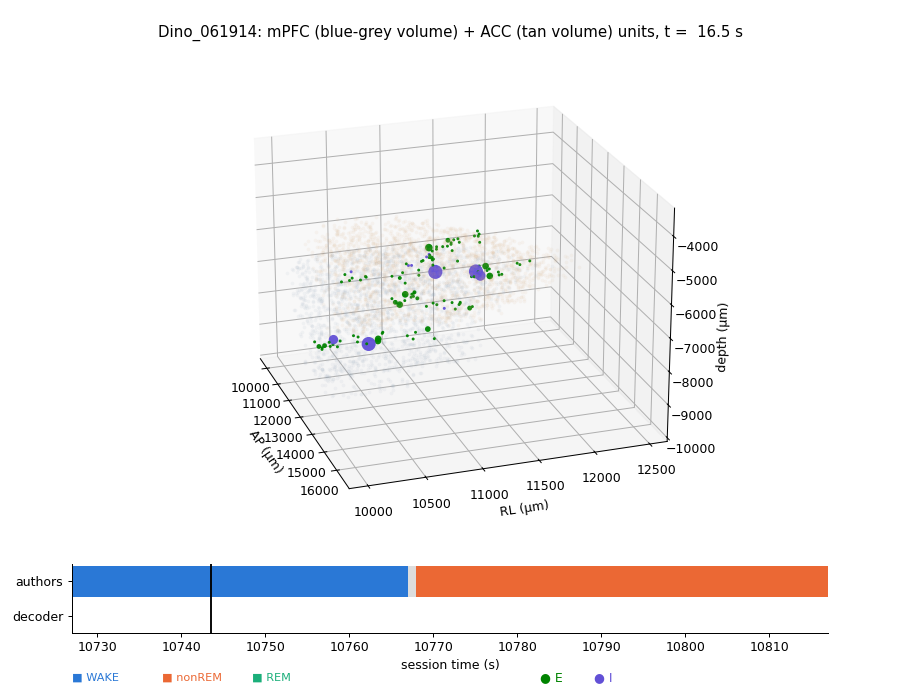 Dino_061914: mPFC (blue-grey volume) + ACC (tan volume) units, t =  16.5 s
−4000
−5000
−6000
−7000
−8000
−9000
−10000
depth (μm)
10000
11000
12000
13000
14000
15000
16000
AP (μm)
10000
10500
11000
11500
12000
12500
RL (μm)
authors
decoder
10730 10740 10750 10760 10770 10780 10790 10800 10810
session time (s)
WAKE nonREM REM E I